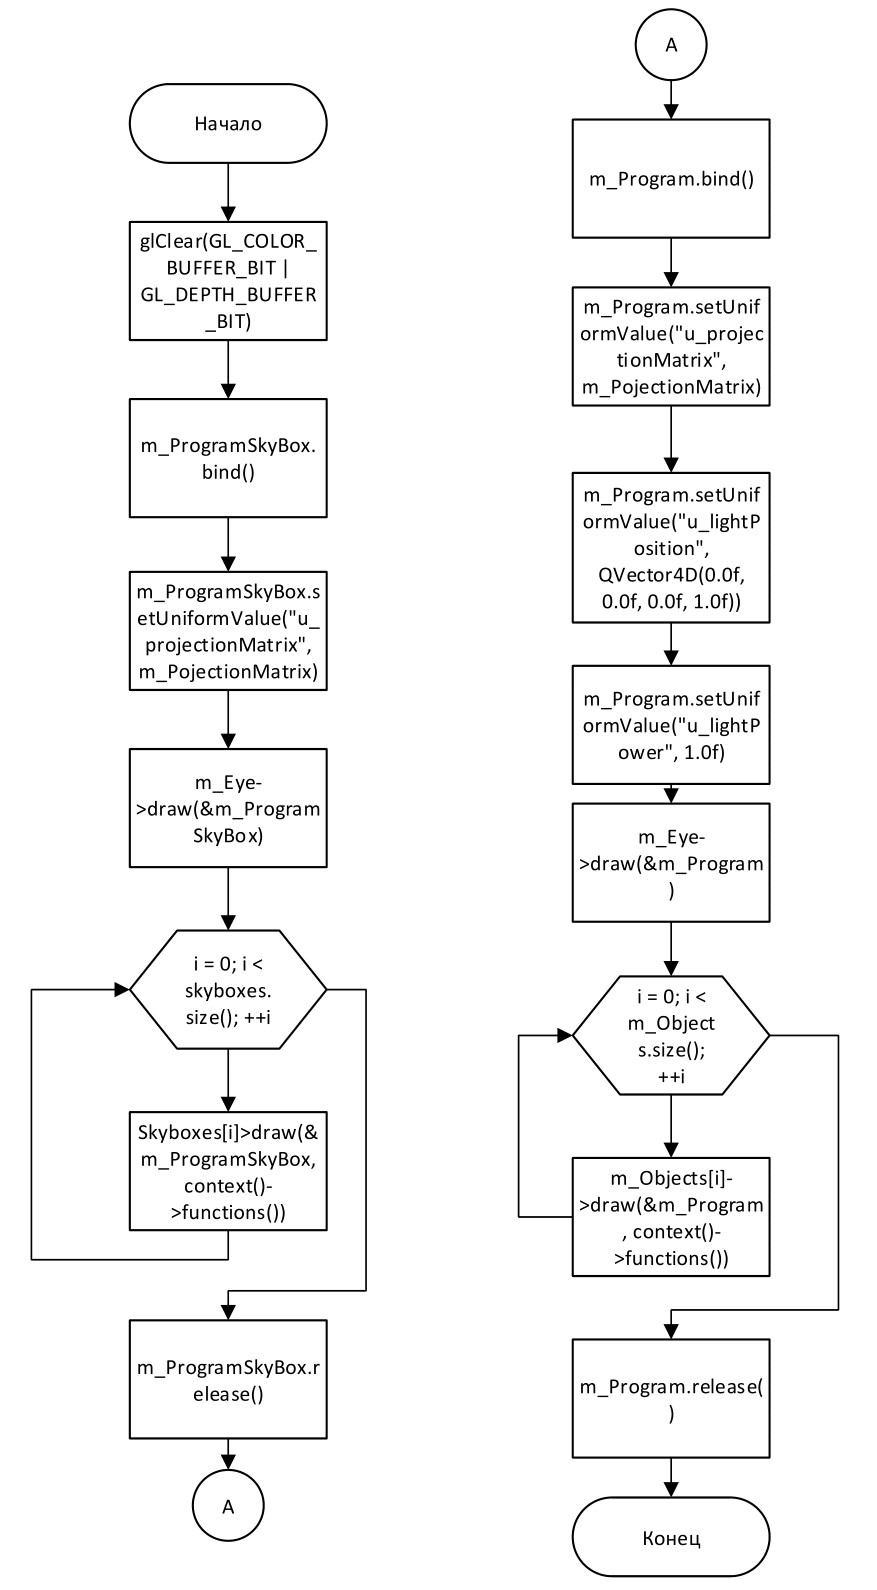 Начало
glClear(GL_COLOR_
BUFFER_BIT |
GL_DEPTH_BUFFER
_BIT)
m_ProgramSkyBox.
bind()
m_ProgramSkyBox.s
etUniformValue("u_
projectionMatrix",
m_PojectionMatrix)
m_Eye-
>draw(&m_Program
SkyBox)
i = 0; i <
skyboxes.
size(); ++i
Skyboxes[i]>draw(&
m_ProgramSkyBox,
context()-
>functions())
m_ProgramSkyBox.r
elease()
A
A
m_Program.bind()
m_Program.setUnif
ormValue("u_projec
tionMatrix",
m_PojectionMatrix)
m_Program.setUnif
ormValue("u_lightP
osition",
QVector4D(0.0f,
0.0f, 0.0f, 1.0f))
m_Program.setUnif
ormValue("u_lightP
ower", 1.0f)
m_Eye-
>draw(&m_Program
)
i = 0; i <
m_Object
s.size();
++i
m_Objects[i]-
>draw(&m_Program
, context()-
>functions())
m_Program.release(
)
Конец